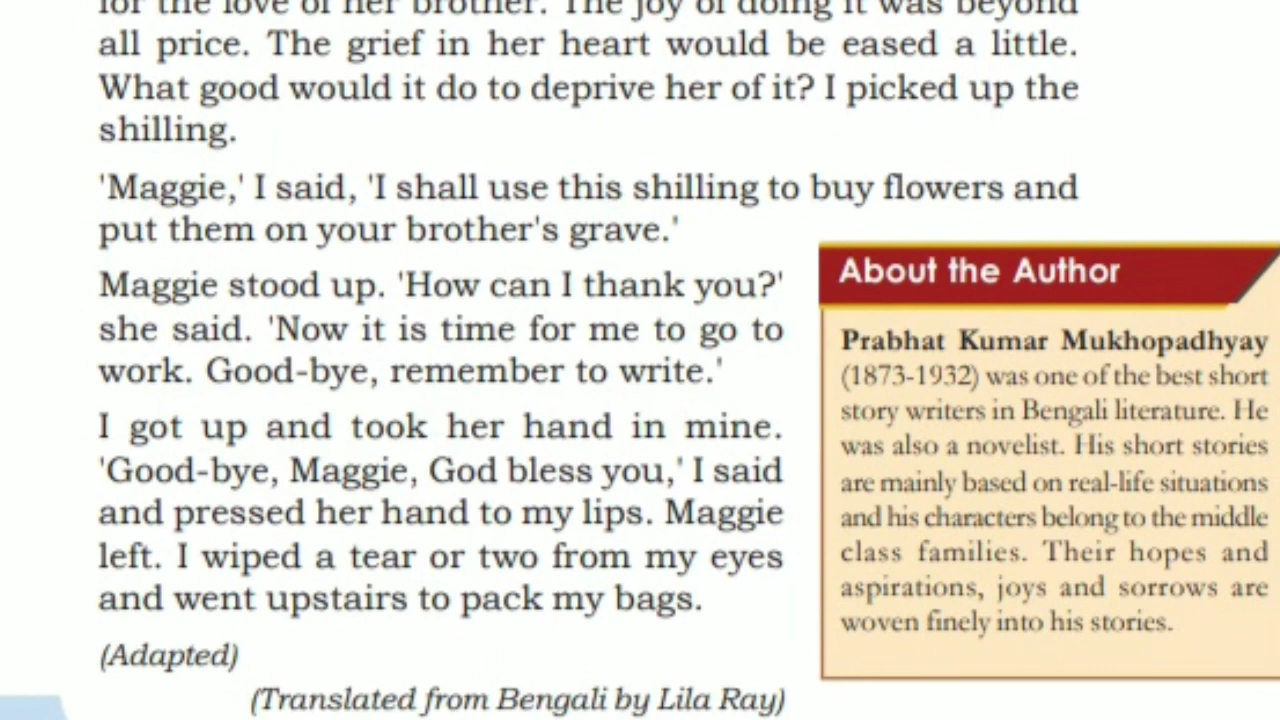 for the love of her brother. The joy of doing it was beyond
all price. The grief in her heart would be eased a little.
What good would it do to deprive her of it? I picked up the
shilling.
'Maggie,' I said, 'I shall use this shilling to buy flowers and
put them on your brother's grave.'
Maggie stood up. 'How can I thank you?'
she said. 'Now it is time for me to go to
work. Good-bye, remember to write.'
I got up and took her hand in mine.
'Good-bye, Maggie, God bless you,' I said
and pressed her hand to my lips. Maggie
left. I wiped a tear or two from my eyes
and went upstairs to pack my bags.
(Adapted)
(Translated from Bengali by Lila Ray)
About the Author
Prabhat Kumar Mukhopadhyay
(1873-1932) was one of the best short
story writers in Bengali literature. He
was also a novelist. His short stories
are mainly based on real-life situations
and his characters belong to the middle
class families. Their hopes and
aspirations, joys and sorrows are
woven finely into his stories.